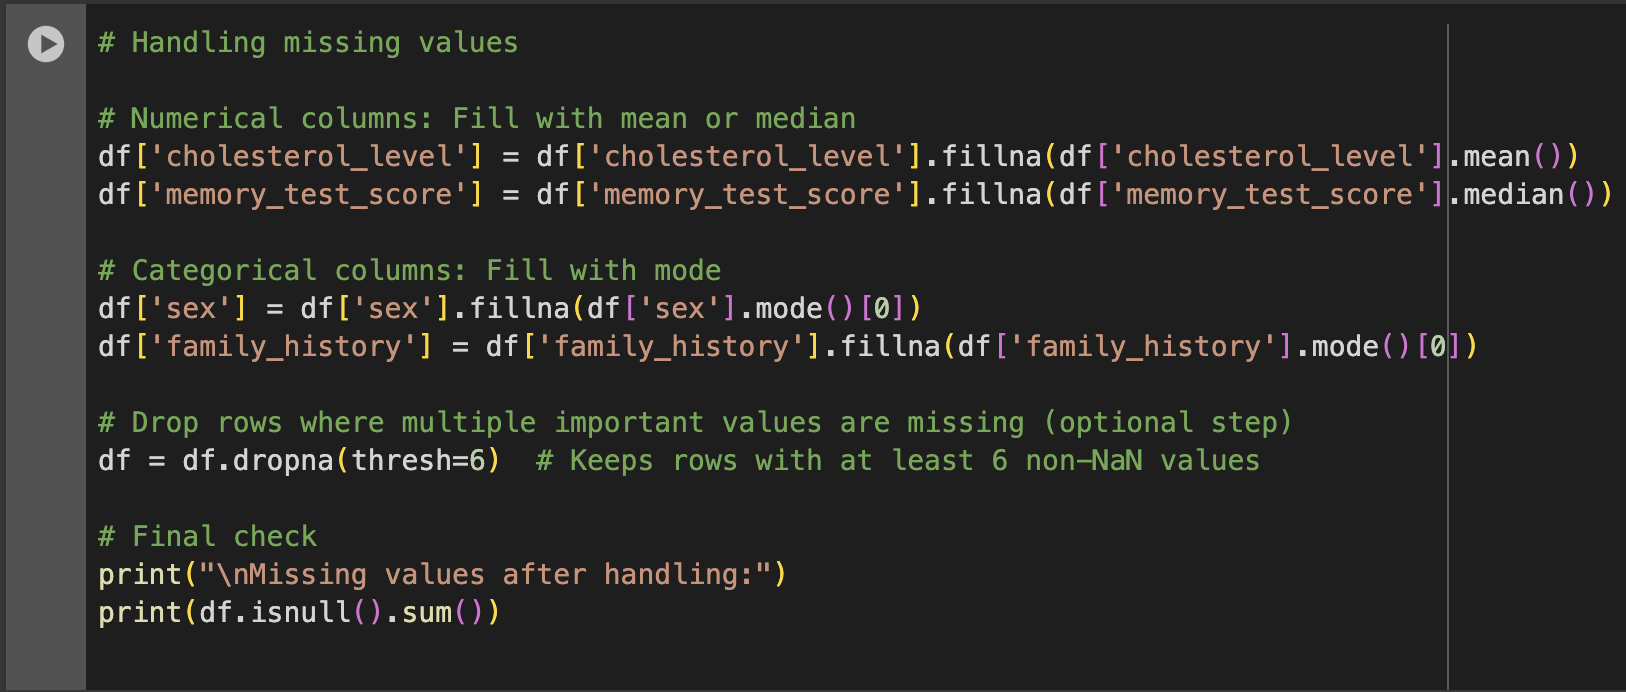 # Handling missing values
# Numerical columns: Fill with mean or median
df['cholesterol_level'] = df['cholesterol_level'].fillna(df['cholesterol_level'].mean())
df['memory_test_score'] = df['memory_test_score'].fillna(df['memory_test_score'].median())
# Categorical columns: Fill with mode
df['sex'] = df['sex'].fillna(df['sex'].mode()[0])
df['family_history'] = df['family_history'].fillna(df['family_history'].mode()[0])
# Drop rows where multiple important values are missing (optional step)
df = df.dropna(thresh=6)  # Keeps rows with at least 6 non-NaN values
# Final check
print("\nMissing values after handling:")
print(df.isnull().sum())